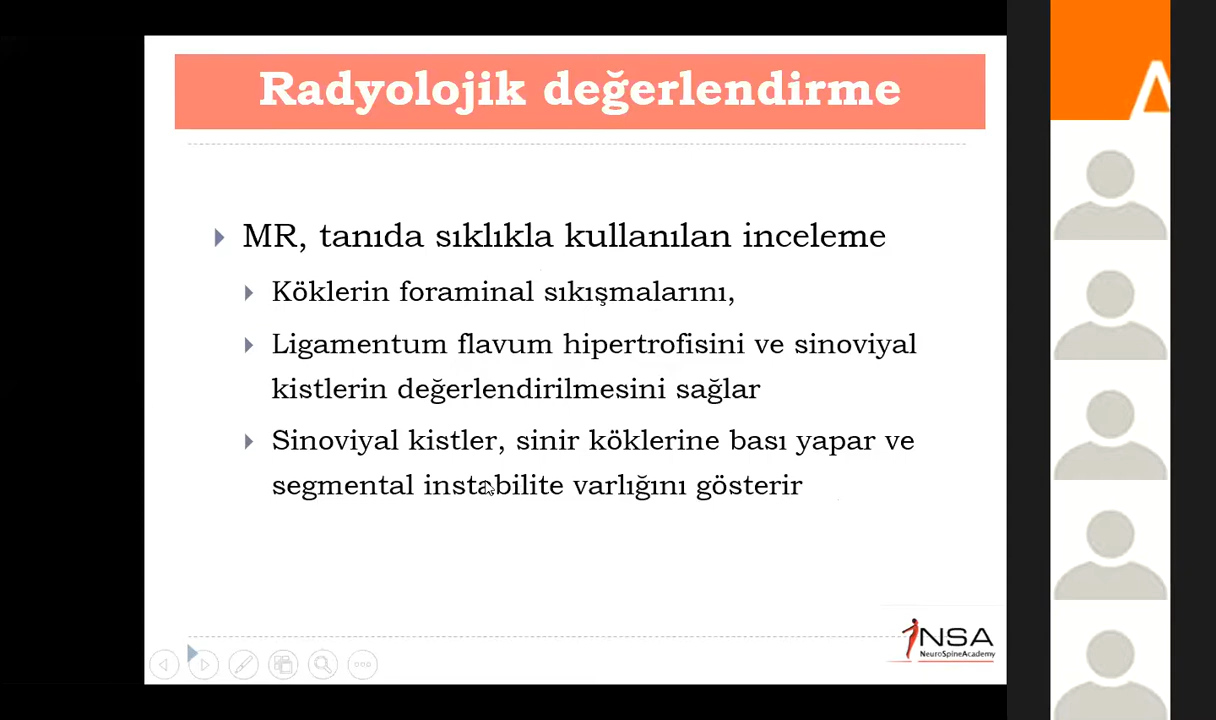 Radyolojik değerlendirme
MR, tanıda sıklıkla kullanılan inceleme
Köklerin foraminal sıkışmalarını,
Ligamentum flavum hipertrofisini ve sinoviyal
kistlerin değerlendirilmesini sağlar
Sinoviyal kistler, sinir köklerine bası yapar ve
segmental instabilite varlığını gösterir
NSA
NeuroSpineAcademy